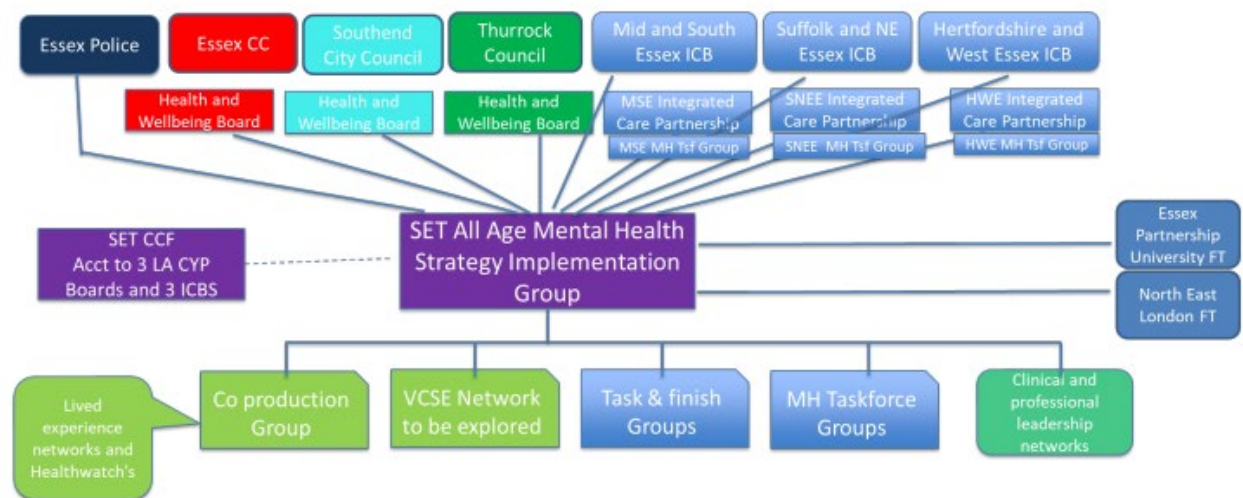 Essex Police
Essex CC
Southend
City Council
Thurrock
Council
Mid and South
Essex ICB
Suffolk and NE
Essex ICB
Hertfordshire and
West Essex ICB
Health and
Wellbeing Board
Health and
Wellbeing Board
Health and
Wellbeing Board
MSE Integrated
Care Partnership
MSE MH Tsf Group
SNEE Integrated
Care Partnership
SNEE MH Tsf Group
HWE Integrated
Care Partnership
HWE MH Tsf Group
SET CCF
Acct to 3 LA CYP
Boards and 3 ICBS
SET All Age Mental Health
Strategy Implementation
Group
Essex
Partnership
University FT
North East
London FT
Lived
experience
networks and
Healthwatch's
Co production
Group
VCSE Network
to be explored
Task & finish
Groups
MH Taskforce
Groups
Clinical and
professional
leadership
networks